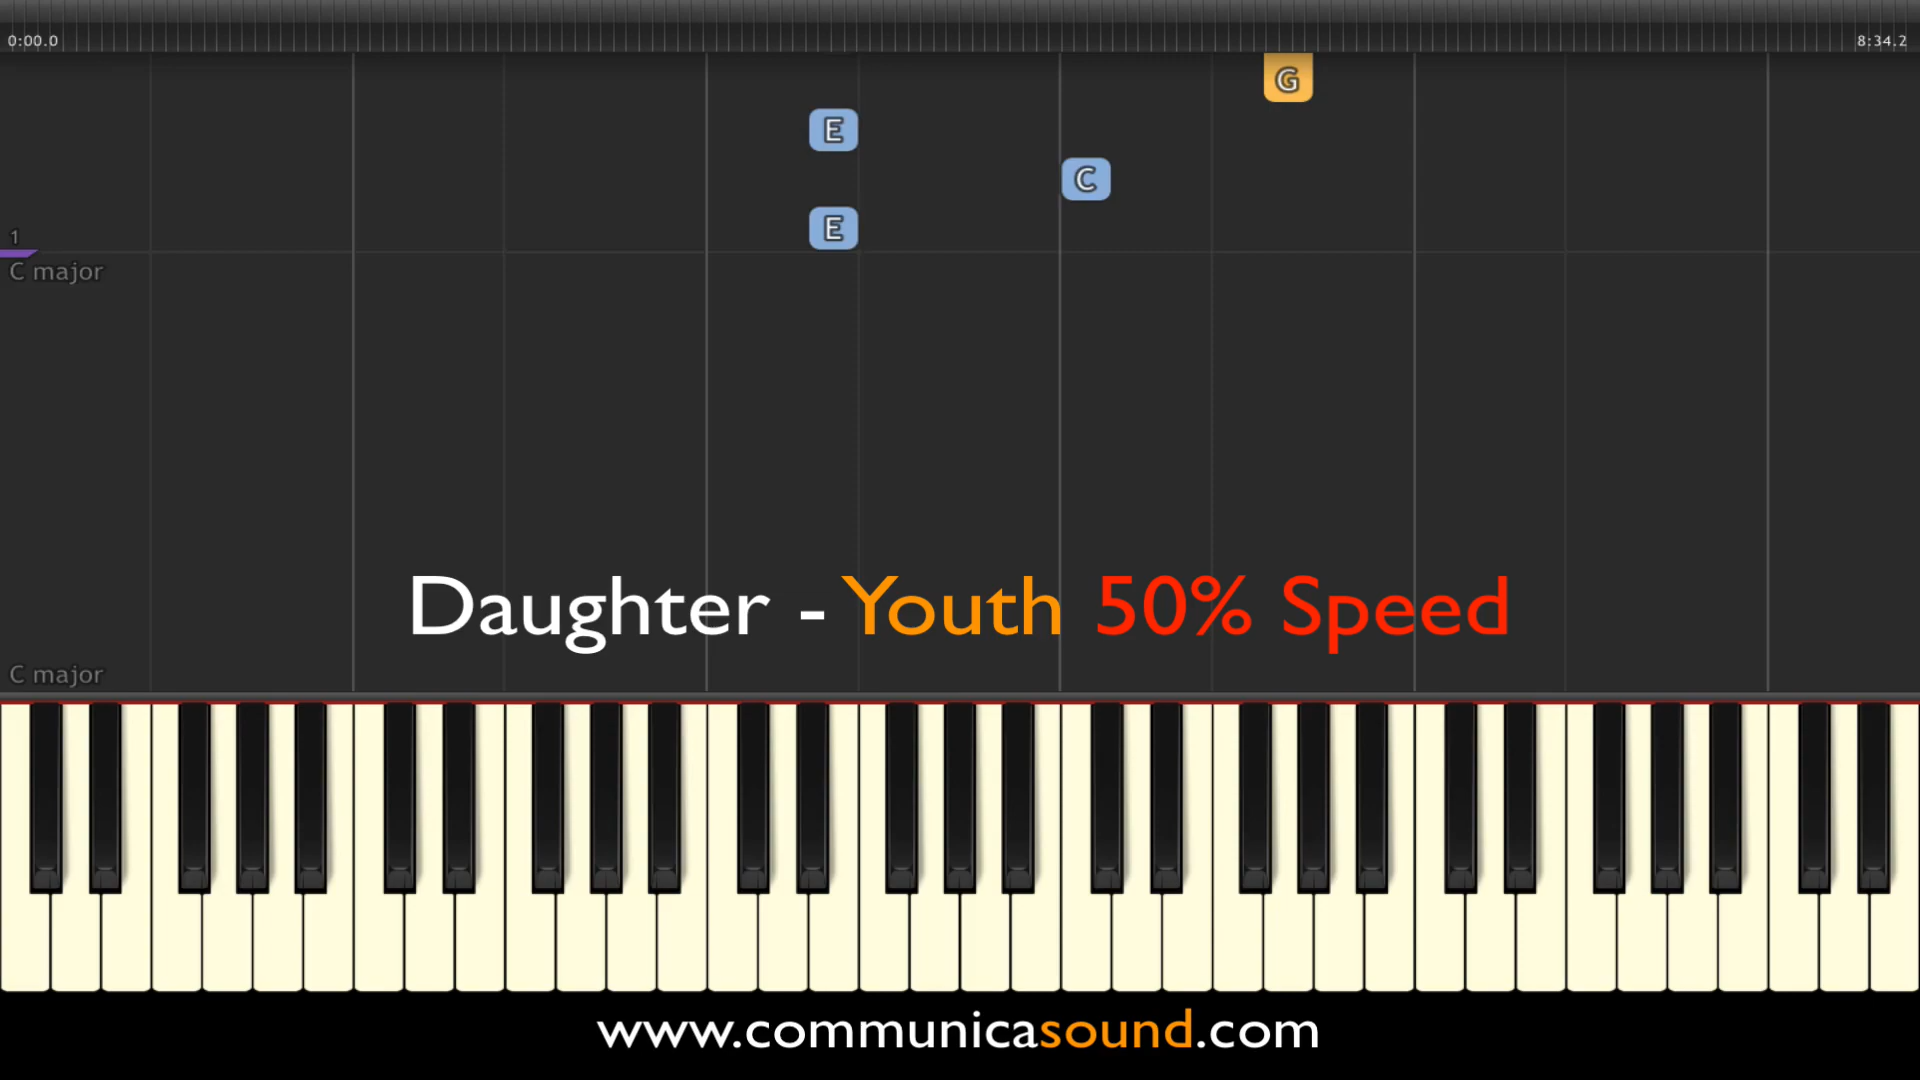 0:00.0 8:34.2
G
E
C
E
1
C major
Daughter - Youth 50% Speed
C major
www.communicasound.com